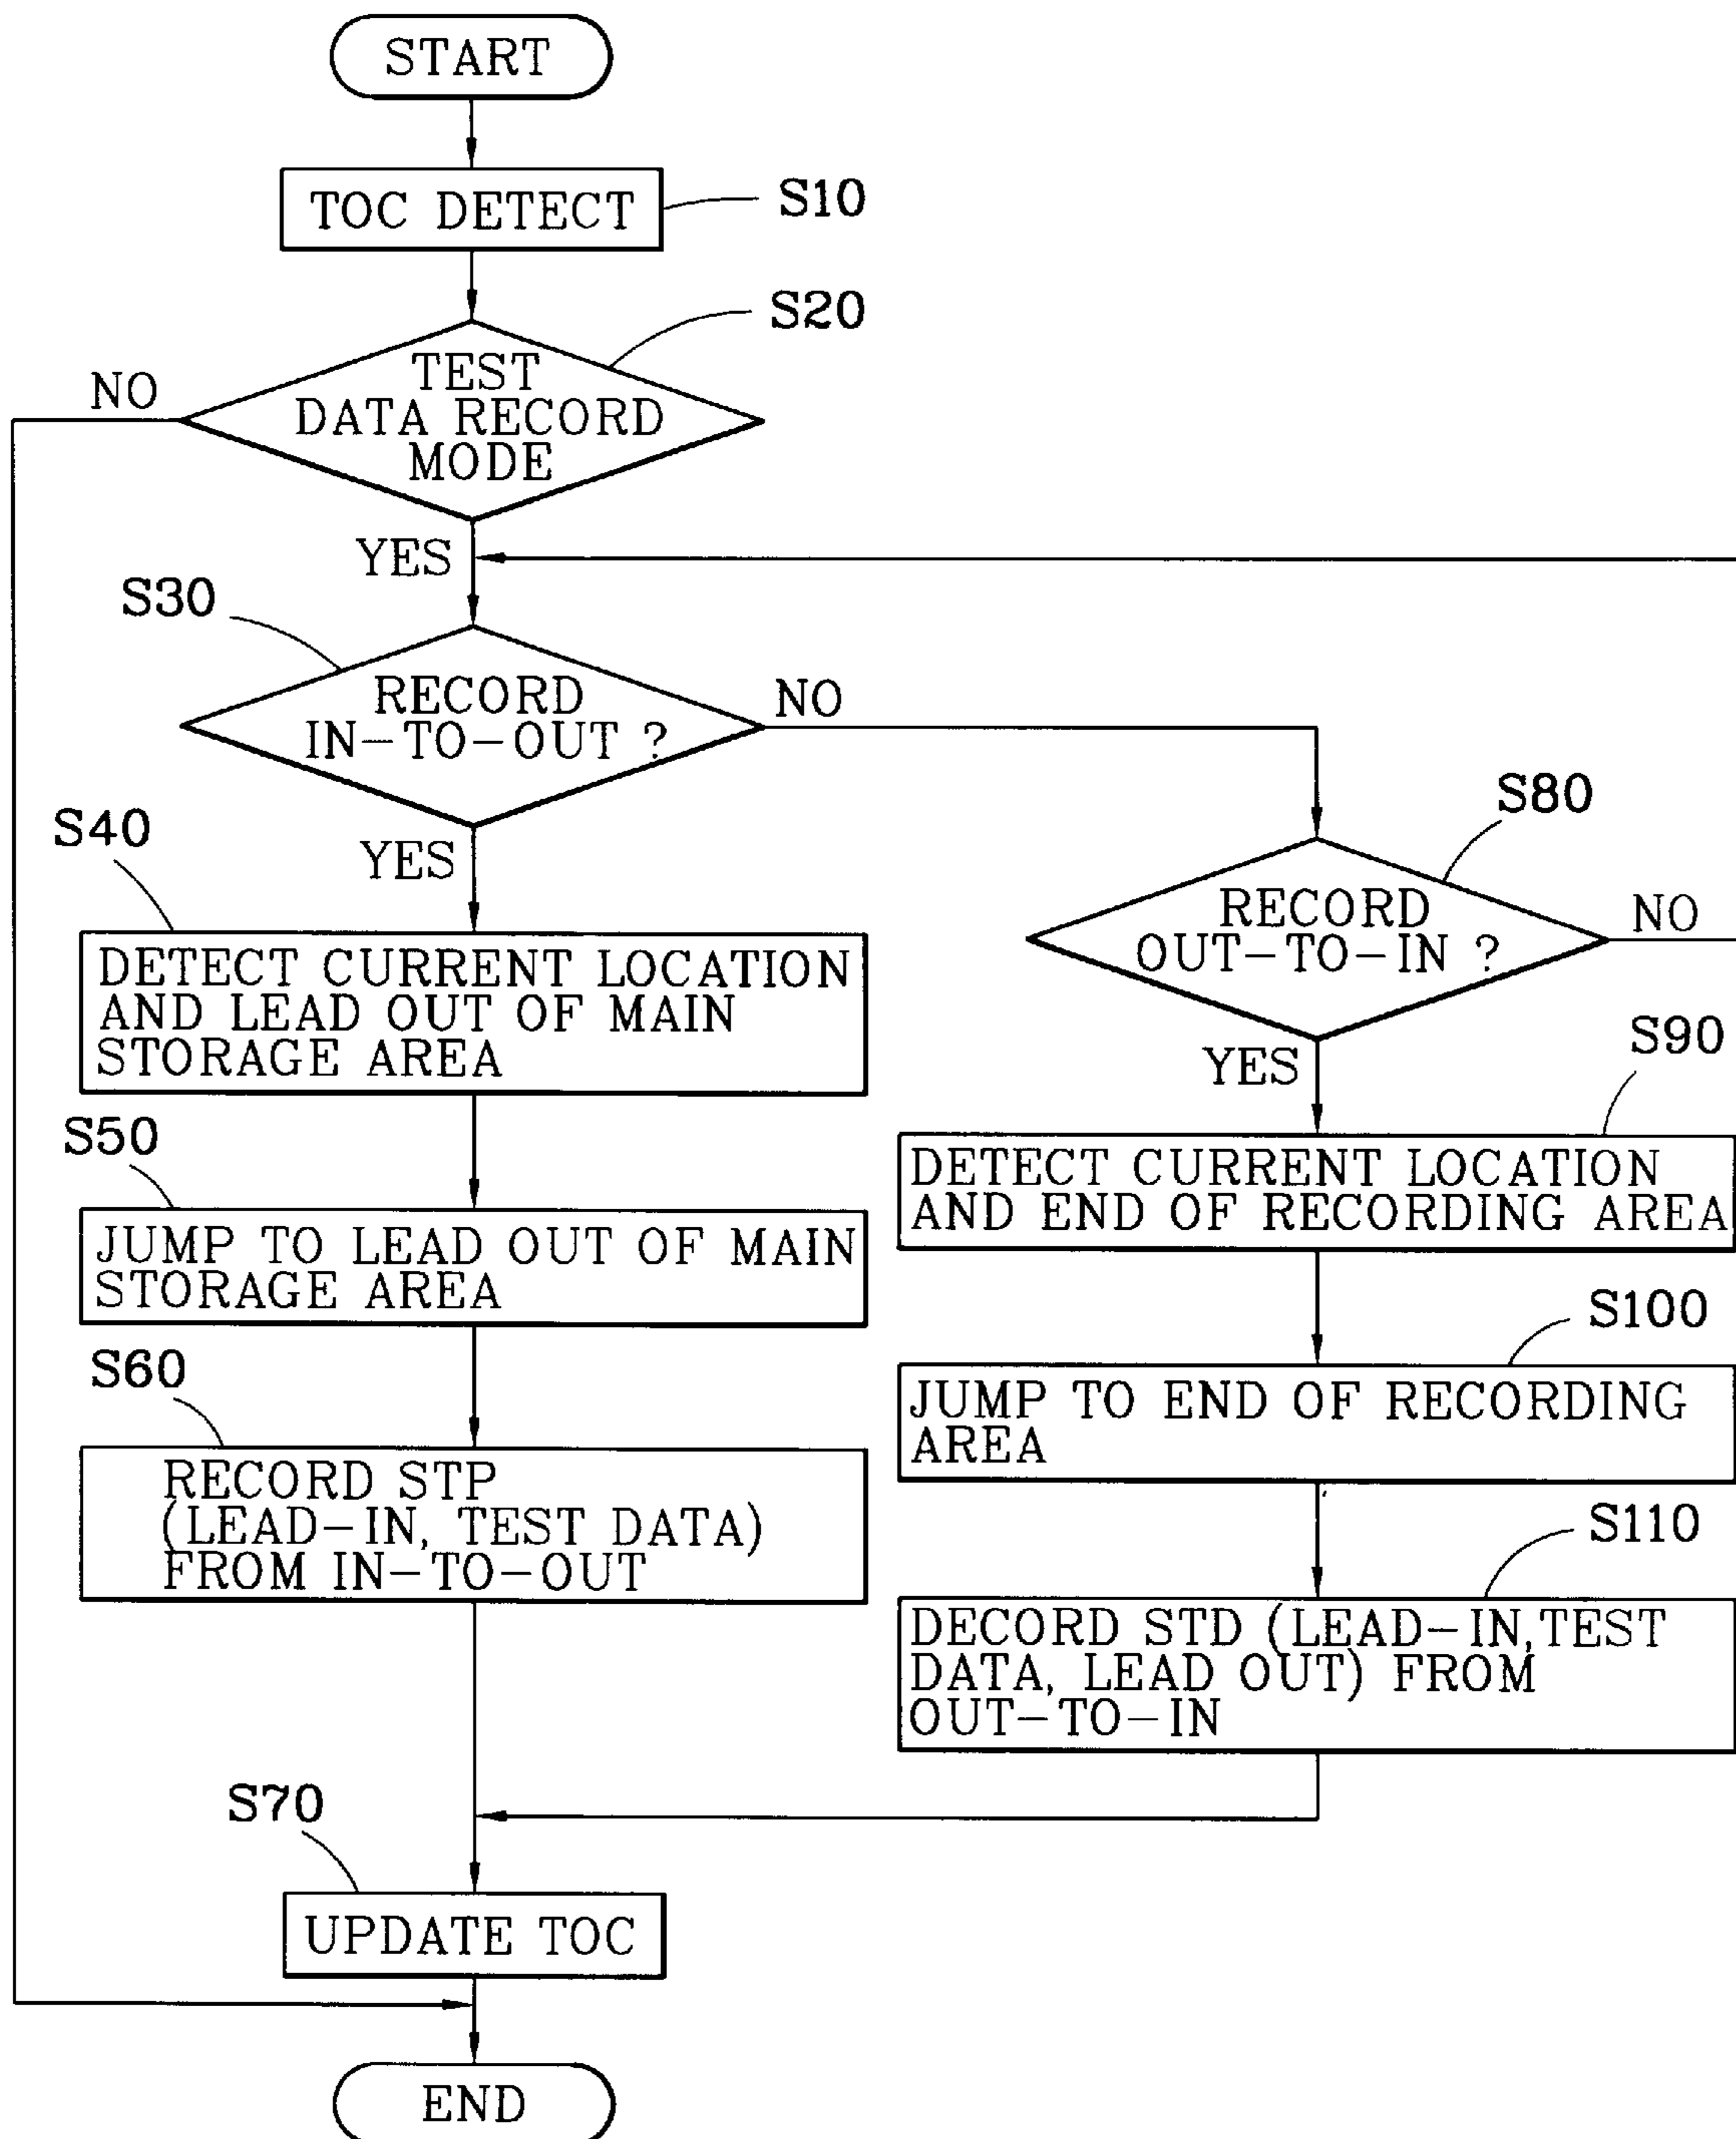 START
TOC DETECT
S10
S20
TEST
DATA RECORD
MODE
NO
YES
S30
RECORD
IN-TO-OUT ?
NO
YES
S40
DETECT CURRENT LOCATION
AND LEAD OUT OF MAIN
STORAGE AREA
S50
JUMP TO LEAD OUT OF MAIN
STORAGE AREA
S60
RECORD STP
(LEAD-IN, TEST DATA)
FROM IN-TO-OUT
S80
RECORD
OUT-TO-IN ?
NO
YES
S90
DETECT CURRENT LOCATION
AND END OF RECORDING AREA
S100
JUMP TO END OF RECORDING
AREA
S110
DECORD STD (LEAD-IN,TEST
DATA, LEAD OUT) FROM
OUT-TO-IN
S70
UPDATE TOC
END